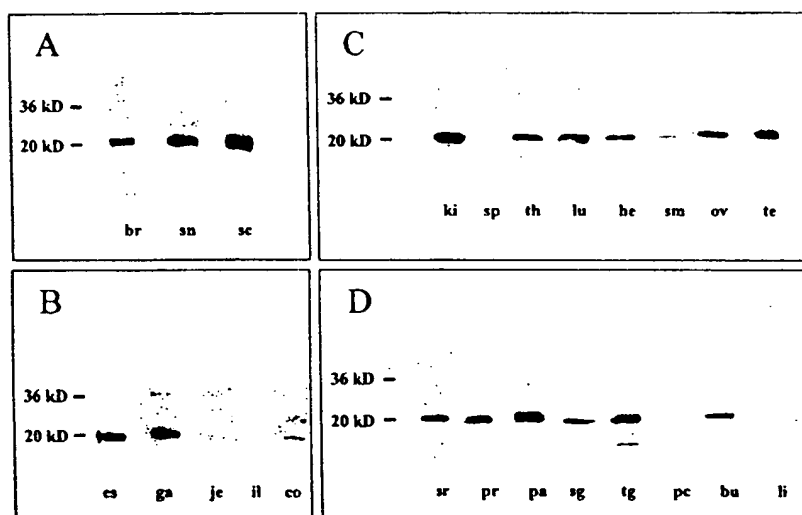 A
36 kD –
20 kD –
br sn sc
C
36 kD –
20 kD –
ki sp th lu he sm ov te
B
36 kD –
20 kD –
es ga je il co
D
36 kD –
20 kD –
sr pr pa sg tg pc bu li